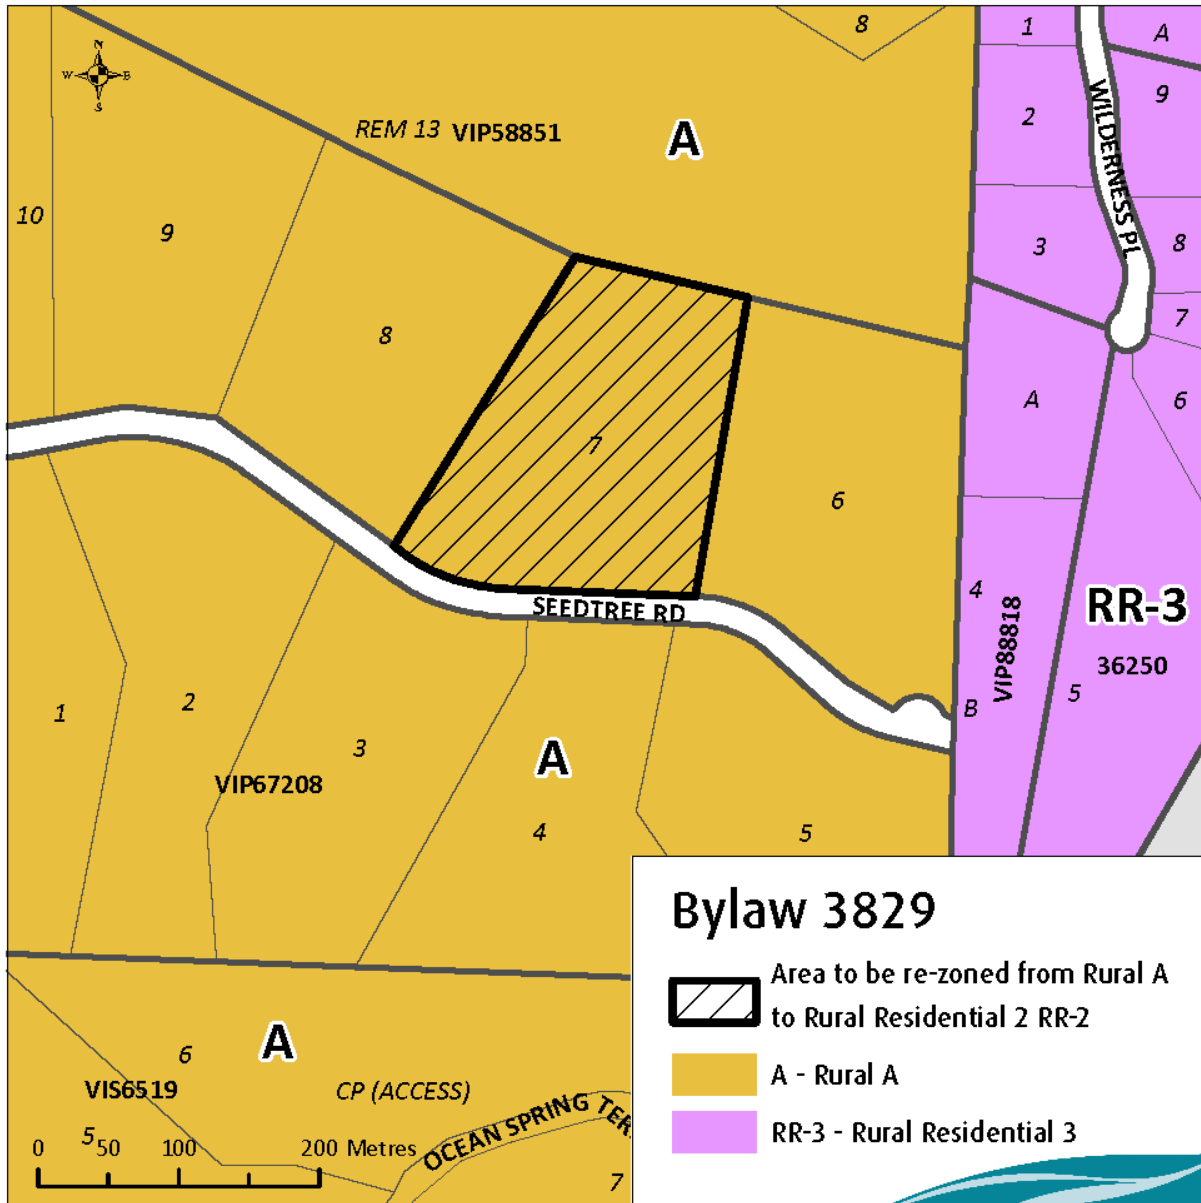 8
1
A
N
W E
S
WILDERNESS PL
9
2
REM 13 VIP58851
A
10
9
3
8
7
8
A
6
7
6
SEEDTREE RD
4
VIP88818
RR-3
36250
5
B
1
2
3
A
VIP67208
4
5
Bylaw 3829
Area to be re-zoned from Rural A
to Rural Residential 2 RR-2
A - Rural A
RR-3 - Rural Residential 3
A
6
VIS6519
CP (ACCESS)
OCEAN SPRING TER
5
0 50 100 200 Metres
7